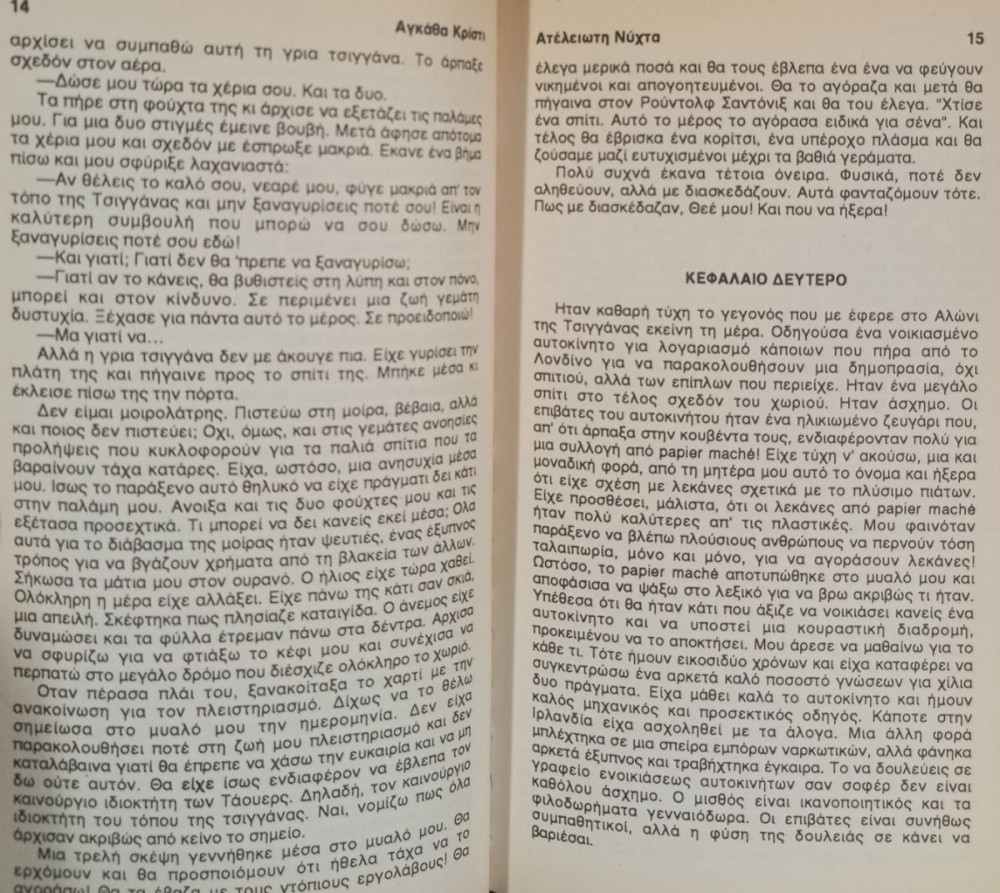 14
Αγκάθα Κρίστι
αρχίσει να συμπαθώ αυτή τη γρια τσιγγάνα. Το άρπαξε
σχεδόν στον αέρα.
—Δώσε μου τώρα τα χέρια σου. Και τα δυο.
Τα πήρε στη φούχτα της κι άρχισε να εξετάζει τις παλάμες
μου. Για μια δυο στιγμές έμεινε βουβή. Μετά άφησε απότομα
τα χέρια μου και σχεδόν με έσπρωξε μακριά. Εκανε ένα βήμα
πίσω και μου σφύριξε λαχανιαστά:
—Αν θέλεις το καλό σου, νεαρέ μου, φύγε μακριά απ' τον
τόπο της Τσιγγάνας και μην ξαναγυρίσεις ποτέ σου! Είναι η
καλύτερη συμβουλή που μπορώ να σου δώσω. Μην
ξαναγυρίσεις ποτέ σου εδώ!
—Και γιατί; Γιατί δεν θα 'πρεπε να ξαναγυρίσω;
—Γιατί αν το κάνεις, θα βυθιστείς στη λύπη και στον πόνο,
μπορεί και στον κίνδυνο. Σε περιμένει μια ζωή γεμάτη
δυστυχία. Ξέχασε για πάντα αυτό το μέρος. Σε προειδοποιώ!
—Μα γιατί να...
Αλλά η γρια τσιγγάνα δεν με άκουγε πια. Είχε γυρίσει την
πλάτη της και πήγαινε προς το σπίτι της. Μπήκε μέσα κι
έκλεισε πίσω της την πόρτα.
Δεν είμαι μοιρολάτρης. Πιστεύω στη μοίρα, βέβαια, αλλά
και ποιος δεν πιστεύει; Οχι, όμως, και στις γεμάτες ανοησίες
προλήψεις που κυκλοφορούν για τα παλιά σπίτια που τα
βαραίνουν τάχα κατάρες. Είχα, ωστόσο, μια ανησυχία μέσα
μου. Ισως το παράξενο αυτό θηλυκό να είχε πράγματι δει κάτι
στην παλάμη μου. Ανοιξα και τις δυο φούχτες μου και τις
εξέτασα προσεχτικά. Τι μπορεί να δει κανείς εκεί μέσα; Ολα
αυτά για το διάβασμα της μοίρας ήταν ψευτιές, ένας έξυπνος
τρόπος για να βγάζουν χρήματα από τη βλακεία των άλλων.
Σήκωσα τα μάτια μου στον ουρανό. Ο ήλιος είχε τώρα χαθεί.
Ολόκληρη η μέρα είχε αλλάξει. Είχε πάνω της κάτι σαν σκιά,
μια απειλή. Σκέφτηκα πως πλησίαζε καταιγίδα. Ο άνεμος είχε
δυναμώσει και τα φύλλα έτρεμαν πάνω στα δέντρα. Αρχισα
να σφυρίζω για να φτιάξω το κέφι μου και συνέχισα να
περπατώ στο μεγάλο δρόμο που διέσχιζε ολόκληρο το χωριό.
Οταν πέρασα πλάι του, ξανακοίταξα το χαρτί με την
ανακοίνωση για τον πλειστηριασμό. Δίχως να το θέλω
σημείωσα στο μυαλό μου την ημερομηνία. Δεν είχα
παρακολουθήσει ποτέ στη ζωή μου πλειστηριασμό και δεν
καταλάβαινα γιατί θα έπρεπε να χάσω την ευκαιρία και να μη
δω ούτε αυτόν. Θα είχε ίσως ενδιαφέρον να έβλεπα τον
καινούργιο ιδιοκτήτη των Τάουερς. Δηλαδή, τον καινούργιο
ιδιοκτήτη του τόπου της τσιγγάνας. Ναι, νομίζω πως όλα
άρχισαν ακριβώς από κείνο το σημείο.
Μια τρελή σκέψη γεννήθηκε μέσα στο μυαλό μου. Θα
ερχόμουν και θα προσποιόμουν ότι ήθελα τάχα να το
αγοράσω! Θα τα έβαζα με τους ντόπιους εργολάβους! Θα
Ατέλειωτη Νύχτα
15
έλεγα μερικά ποσά και θα τους έβλεπα ένα ένα να φεύγουν
νικημένοι και απογοητευμένοι. Θα το αγόραζα και μετά θα
πήγαινα στον Ρούντολφ Σαντόνιξ και θα του έλεγα. "Χτίσε
ένα σπίτι. Αυτό το μέρος το αγόρασα ειδικά για σένα". Και
τέλος θα έβρισκα ένα κορίτσι, ένα υπέροχο πλάσμα και θα
ζούσαμε μαζί ευτυχισμένοι μέχρι τα βαθιά γεράματα.
Πολύ συχνά έκανα τέτοια όνειρα. Φυσικά, ποτέ δεν
αληθεύουν, αλλά με διασκεδάζουν. Αυτά φανταζόμουν τότε.
Πως με διασκέδαζαν, Θεέ μου! Και που να ήξερα!
ΚΕΦΑΛΑΙΟ ΔΕΥΤΕΡΟ
Ηταν καθαρή τύχη το γεγονός που με έφερε στο Αλώνι
της Τσιγγάνας εκείνη τη μέρα. Οδηγούσα ένα νοικιασμένο
αυτοκίνητο για λογαριασμό κάποιων που πήρα από το
Λονδίνο για να παρακολουθήσουν μια δημοπρασία, όχι
σπιτιού, αλλά των επίπλων που περιείχε. Ηταν ένα μεγάλο
σπίτι στο τέλος σχεδόν του χωριού. Ηταν άσχημο. Οι
επιβάτες του αυτοκινήτου ήταν ένα ηλικιωμένο ζευγάρι που,
απ' ότι άρπαξα στην κουβέντα τους, ενδιαφέρονταν πολύ για
μια συλλογή από papier maché! Είχε τύχη ν' ακούσω, μια και
μοναδική φορά, από τη μητέρα μου αυτό το όνομα και ήξερα
ότι είχε σχέση με λεκάνες σχετικά με το πλύσιμο πιάτων.
Είχε προσθέσει, μάλιστα, ότι οι λεκάνες από papier maché
ήταν πολύ καλύτερες απ' τις πλαστικές. Μου φαινόταν
παράξενο να βλέπω πλούσιους ανθρώπους να περνούν τόση
ταλαιπωρία, μόνο και μόνο, για να αγοράσουν λεκάνες!
Ωστόσο, το papier maché αποτυπώθηκε στο μυαλό μου και
αποφάσισα να ψάξω στο λεξικό για να βρω ακριβώς τι ήταν.
Υπέθεσα ότι θα ήταν κάτι που άξιζε να νοικιάσει κανείς ένα
αυτοκίνητο και να υποστεί μια κουραστική διαδρομή,
προκειμένου να το αποκτήσει. Μου άρεσε να μαθαίνω για το
κάθε τι. Τότε ήμουν εικοσιδύο χρόνων και είχα καταφέρει να
συγκεντρώσω ένα αρκετά καλό ποσοστό γνώσεων για χίλια
δυο πράγματα. Είχα μάθει καλά το αυτοκίνητο και ήμουν
καλός μηχανικός και προσεκτικός οδηγός. Κάποτε στην
Ιρλανδία είχα ασχοληθεί με τα άλογα. Μια άλλη φορά
μπλέχτηκα σε μια σπείρα εμπόρων ναρκωτικών, αλλά φάνηκα
αρκετά έξυπνος και τραβήχτηκα έγκαιρα. Το να δουλεύεις σε
γραφείο ενοικιάσεως αυτοκινήτων σαν σοφέρ δεν είναι
καθόλου άσχημο. Ο μισθός είναι ικανοποιητικός και τα
φιλοδωρήματα γενναιόδωρα. Οι επιβάτες είναι συνήθως
συμπαθητικοί, αλλά η φύση της δουλειάς σε κάνει να
βαριέσαι.